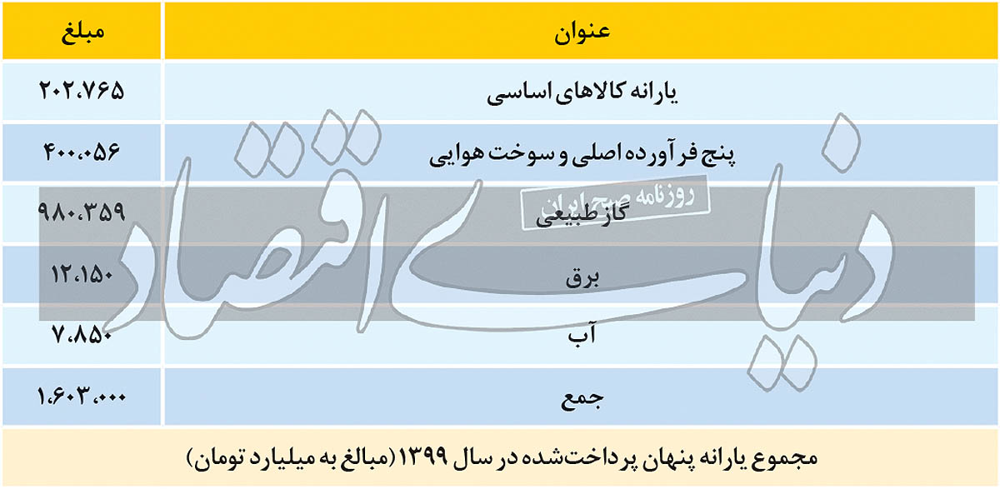 عنوان مبلغ
یارانه کالاهای اساسی ۲۰۲،۷۶۵
پنج فرآورده اصلی و سوخت هوایی ۴۰۰،۰۵۶
روزنامه صبح ایران
گاز طبیعی ۹۸۰،۳۵۹
دنیای اقتصاد
برق ۱۲،۱۵۰
آب ۷،۸۵۰
جمع ۱،۶۰۳،۰۰۰
مجموع یارانه پنهان پرداخت‌شده در سال ۱۳۹۹ (مبالغ به میلیارد تومان)